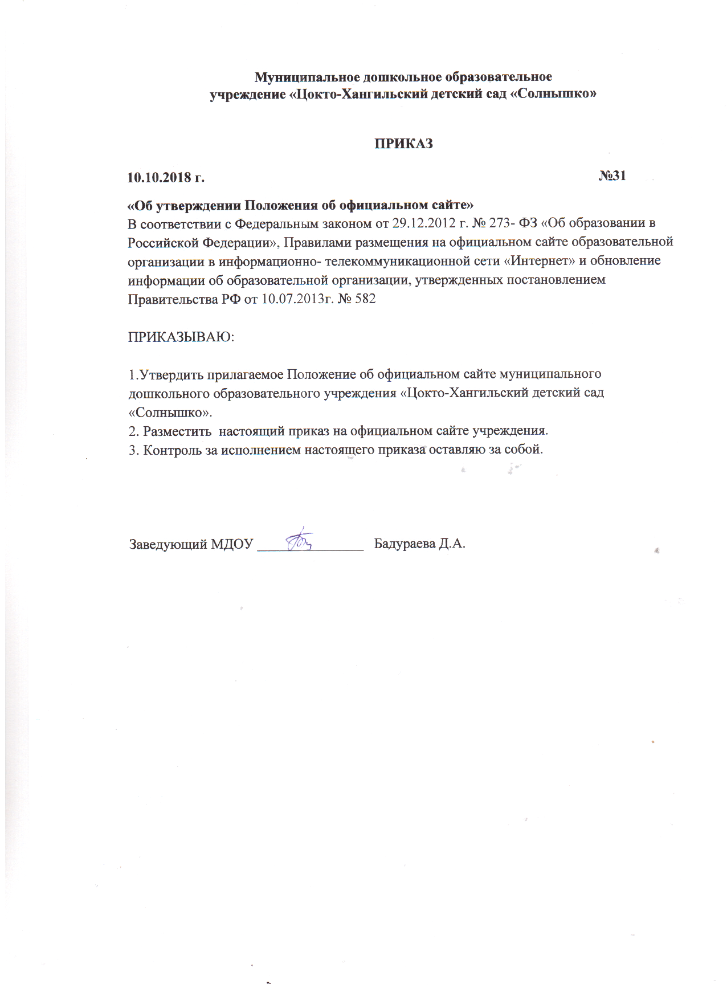 Муниципальное дошкольное образовательное
учреждение «Цокто-Хангильский детский сад «Солнышко»
ПРИКАЗ
10.10.2018 г. №31
«Об утверждении Положения об официальном сайте»
В соответствии с Федеральным законом от 29.12.2012 г. № 273- ФЗ «Об образовании в
Российской Федерации», Правилами размещения на официальном сайте образовательной
организации в информационно- телекоммуникационной сети «Интернет» и обновление
информации об образовательной организации, утвержденных постановлением
Правительства РФ от 10.07.2013г. № 582
ПРИКАЗЫВАЮ:
1.Утвердить прилагаемое Положение об официальном сайте муниципального
дошкольного образовательного учреждения «Цокто-Хангильский детский сад
«Солнышко».
2. Разместить  настоящий приказ на официальном сайте учреждения.
3. Контроль за исполнением настоящего приказа оставляю за собой.
Заведующий МДОУ _______________ Бадураева Д.А.